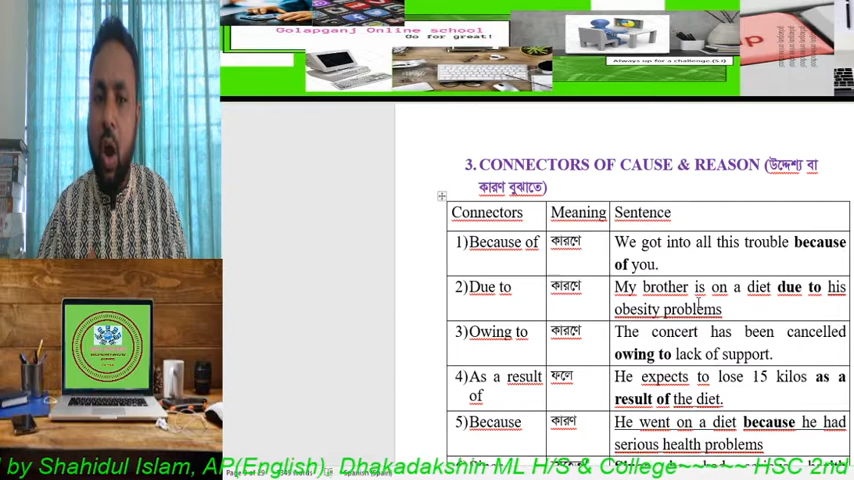 Golapganj Online school
Go for great!
Always up for a challenge.(S.I)
3. CONNECTORS OF CAUSE & REASON (উদ্দেশ্য বা
কারণ বুঝাতে)
Connectors Meaning Sentence
1)Because of কারণে We got into all this trouble because
of you.
2)Due to কারণে My brother is on a diet due to his
obesity problems
3)Owing to কারণে The concert has been cancelled
owing to lack of support.
4)As a result ফলে He expects to lose 15 kilos as a
of result of the diet.
5)Because কারণ He went on a diet because he had
serious health problems
l by Shahidul Islam, AP(English), Dhakadakshin ML H/S & College~~~~~ HSC 2nd